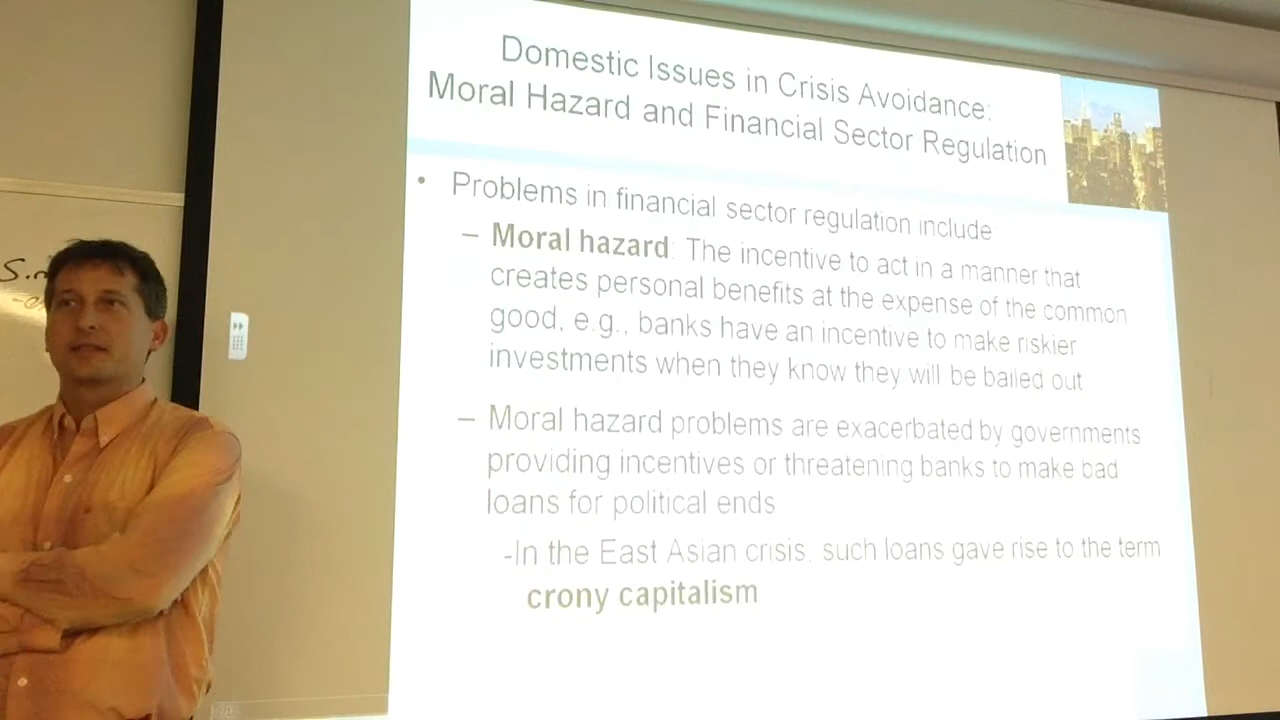 Domestic Issues in Crisis Avoidance:
Moral Hazard and Financial Sector Regulation
• Problems in financial sector regulation include
– Moral hazard: The incentive to act in a manner that
creates personal benefits at the expense of the common
good, e.g., banks have an incentive to make riskier
investments when they know they will be bailed out
– Moral hazard problems are exacerbated by governments
providing incentives or threatening banks to make bad
loans for political ends
-In the East Asian crisis, such loans gave rise to the term
crony capitalism